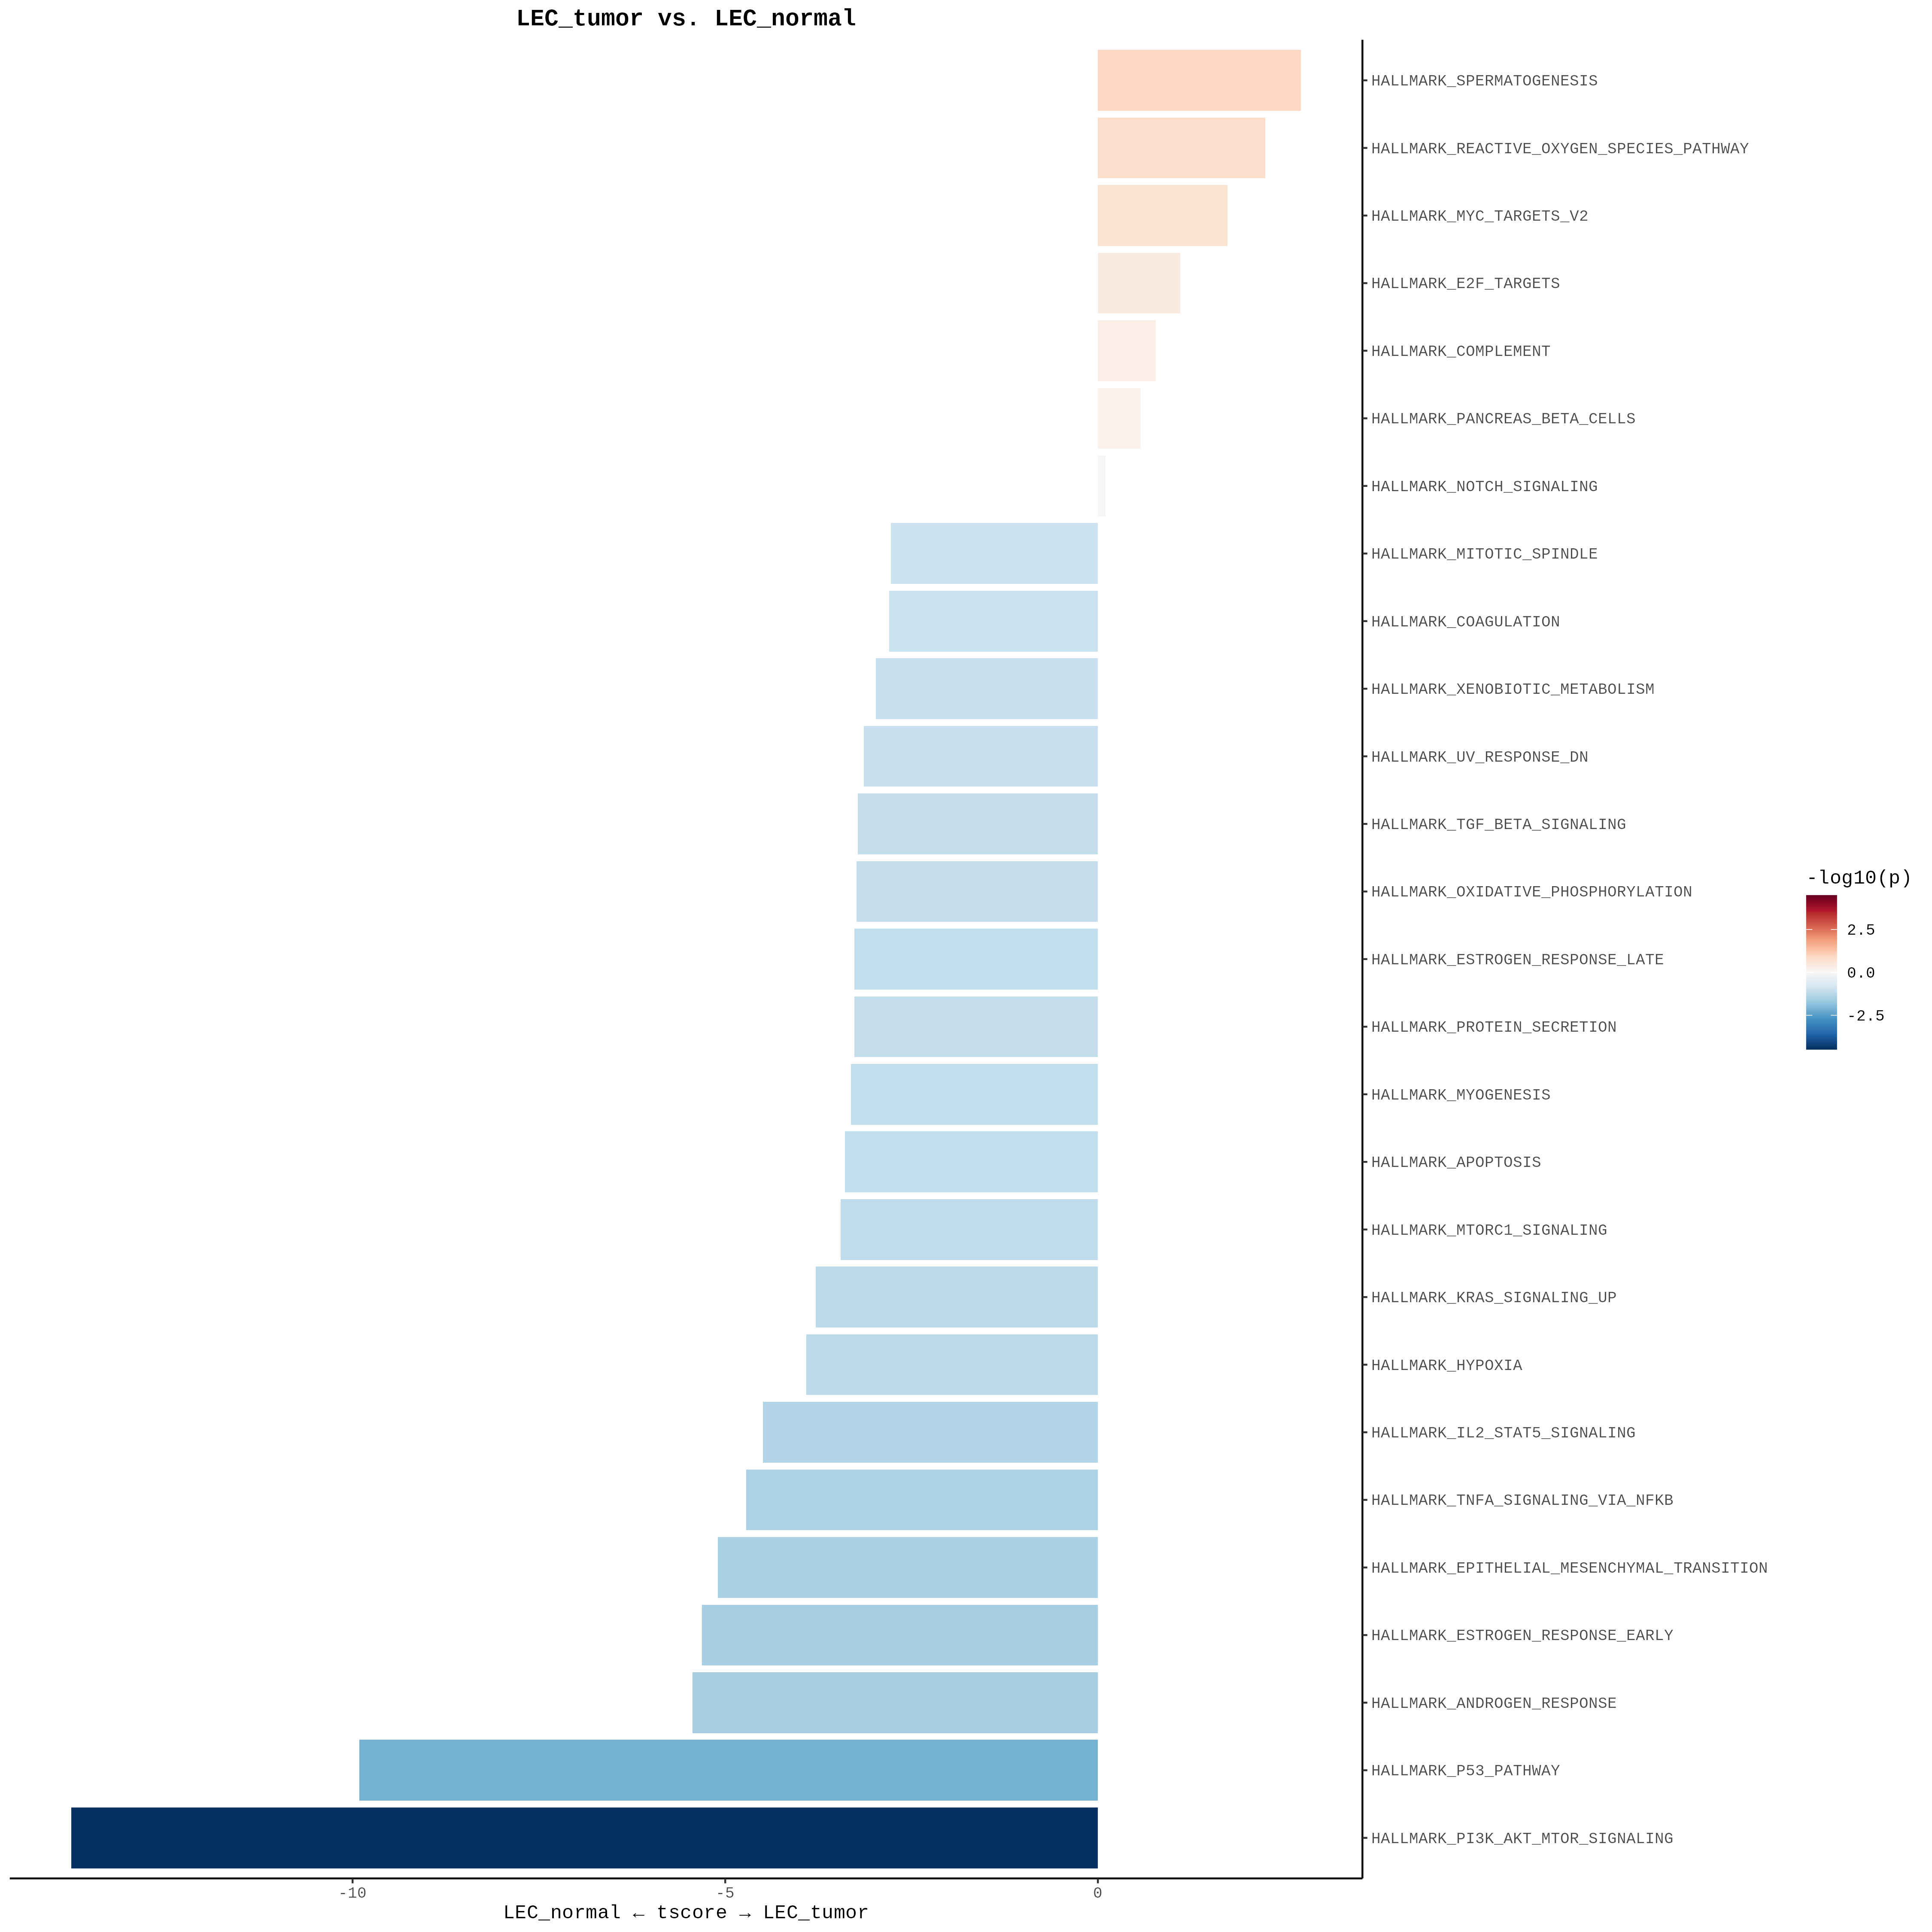 LEC_tumor vs. LEC_normal
HALLMARK_SPERMATOGENESIS
HALLMARK_REACTIVE_OXYGEN_SPECIES_PATHWAY
HALLMARK_MYC_TARGETS_V2
HALLMARK_E2F_TARGETS
HALLMARK_COMPLEMENT
HALLMARK_PANCREAS_BETA_CELLS
HALLMARK_NOTCH_SIGNALING
HALLMARK_MITOTIC_SPINDLE
HALLMARK_COAGULATION
HALLMARK_XENOBIOTIC_METABOLISM
HALLMARK_UV_RESPONSE_DN
HALLMARK_TGF_BETA_SIGNALING
HALLMARK_OXIDATIVE_PHOSPHORYLATION
HALLMARK_ESTROGEN_RESPONSE_LATE
HALLMARK_PROTEIN_SECRETION
HALLMARK_MYOGENESIS
HALLMARK_APOPTOSIS
HALLMARK_MTORC1_SIGNALING
HALLMARK_KRAS_SIGNALING_UP
HALLMARK_HYPOXIA
HALLMARK_IL2_STAT5_SIGNALING
HALLMARK_TNFA_SIGNALING_VIA_NFKB
HALLMARK_EPITHELIAL_MESENCHYMAL_TRANSITION
HALLMARK_ESTROGEN_RESPONSE_EARLY
HALLMARK_ANDROGEN_RESPONSE
HALLMARK_P53_PATHWAY
HALLMARK_PI3K_AKT_MTOR_SIGNALING
-log10(p)
2.5
0.0
-2.5
-10 -5 0
LEC_normal ← tscore → LEC_tumor